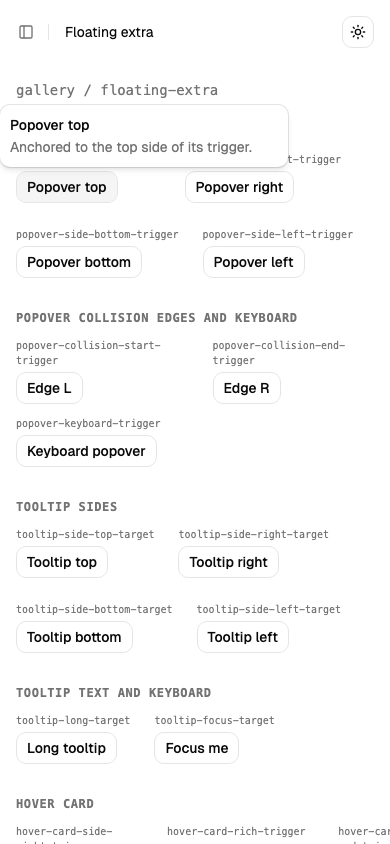 Floating extra
gallery / floating-extra
Popover top
Anchored to the top side of its trigger.
t-trigger
Popover top
Popover right
popover-side-bottom-trigger
popover-side-left-trigger
Popover bottom
Popover left
POPOVER COLLISION EDGES AND KEYBOARD
popover-collision-start-
trigger
popover-collision-end-
trigger
Edge L
Edge R
popover-keyboard-trigger
Keyboard popover
TOOLTIP SIDES
tooltip-side-top-target
tooltip-side-right-target
Tooltip top
Tooltip right
tooltip-side-bottom-target
tooltip-side-left-target
Tooltip bottom
Tooltip left
TOOLTIP TEXT AND KEYBOARD
tooltip-long-target
tooltip-focus-target
Long tooltip
Focus me
HOVER CARD
hover-card-side-
hover-card-rich-trigger
hover-car